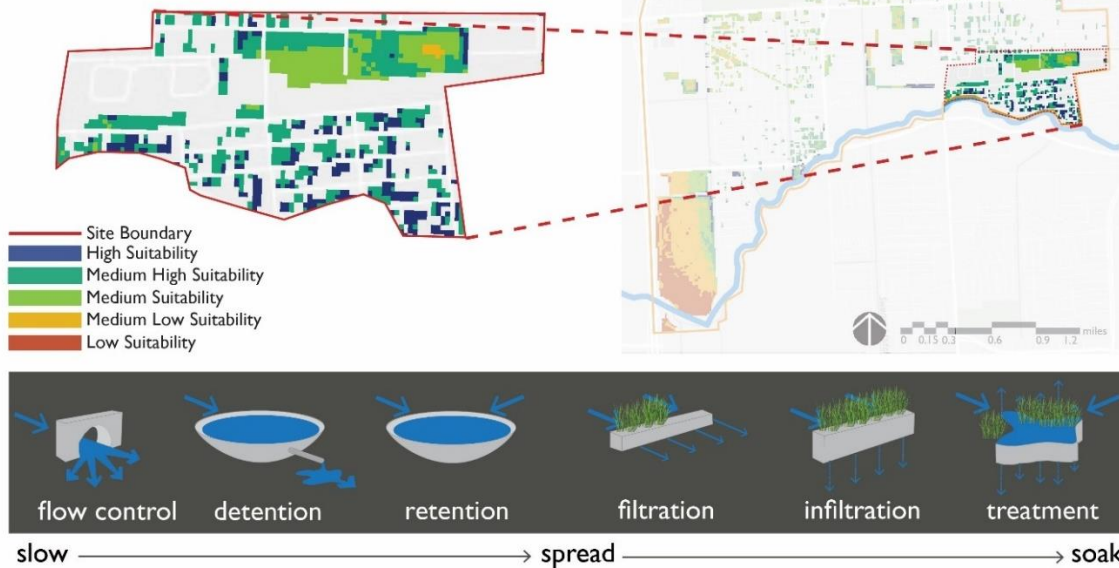 Site Boundary
High Suitability
Medium High Suitability
Medium Suitability
Medium Low Suitability
Low Suitability
miles
0 0.15 0.3 0.6 0.9 1.2
flow control
detention
retention
filtration
infiltration
treatment
slow
spread
soak